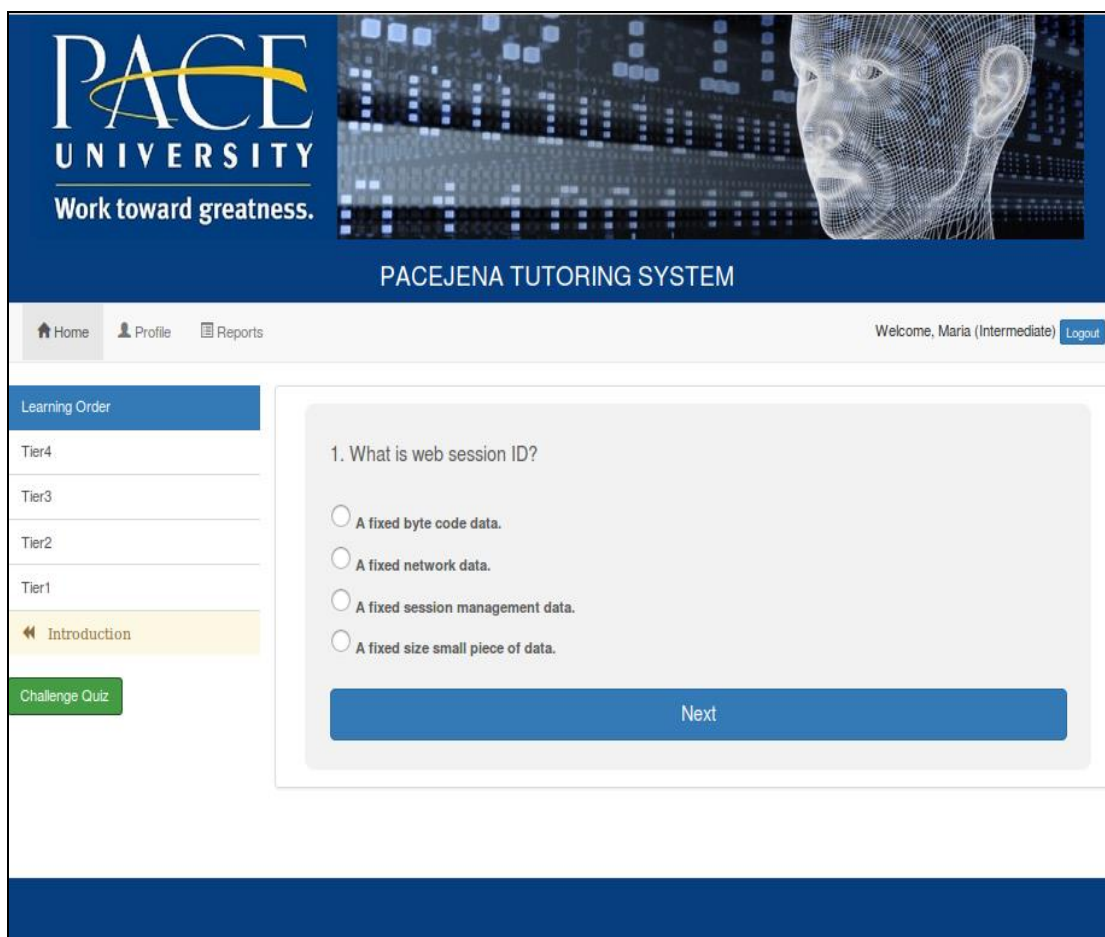 PACE
UNIVERSITY
Work toward greatness.
PACEJENA TUTORING SYSTEM
Home Profile Reports Welcome, Maria (Intermediate) Logout
Learning Order
Tier4
Tier3
Tier2
Tier1
Introduction
Challenge Quiz
1. What is web session ID?
A fixed byte code data.
A fixed network data.
A fixed session management data.
A fixed size small piece of data.
Next